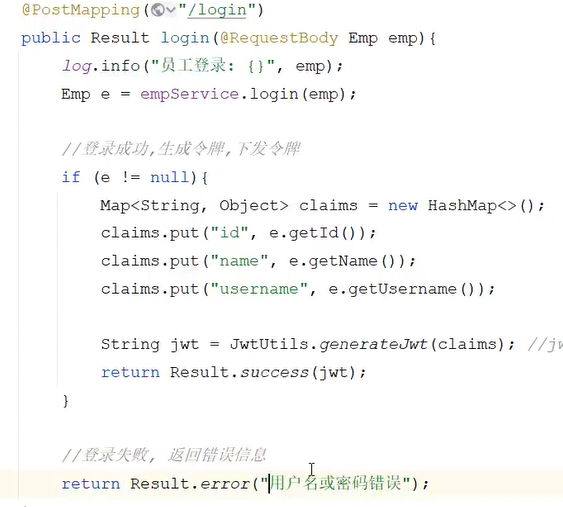 @PostMapping("/login")
public Result login(@RequestBody Emp emp){
log.info("员工登录: {}", emp);
Emp e = empService.login(emp);
//登录成功,生成令牌,下发令牌
if (e != null){
Map<String, Object> claims = new HashMap<>();
claims.put("id", e.getId());
claims.put("name", e.getName());
claims.put("username", e.getUsername());
String jwt = JwtUtils.generateJwt(claims); //jw
return Result.success(jwt);
}
//登录失败, 返回错误信息
return Result.error("用户名或密码错误");